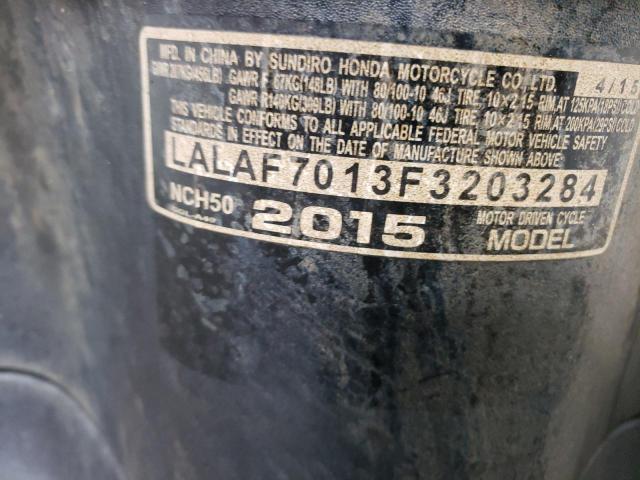 MFD. IN CHINA BY SUNDIRO HONDA MOTORCYCLE CO., LTD. 4/15
GAWR F 67KG(148LB) WITH 80/100-10 46J TIRE, 10×2.15 RIM, AT 125KPA(18PSI)COLD
GAWR R140KG(309LB) WITH 80/100-10 46J TIRE, 10×2.15 RIM, AT 200KPA(29PSI)COLD
THIS VEHICLE CONFORMS TO ALL APPLICABLE FEDERAL MOTOR VEHICLE SAFETY
STANDARDS IN EFFECT ON THE DATE OF MANUFACTURE SHOWN ABOVE.
LALAF7013F3203284
NCH50 2015 MOTOR DRIVEN CYCLE
MODEL